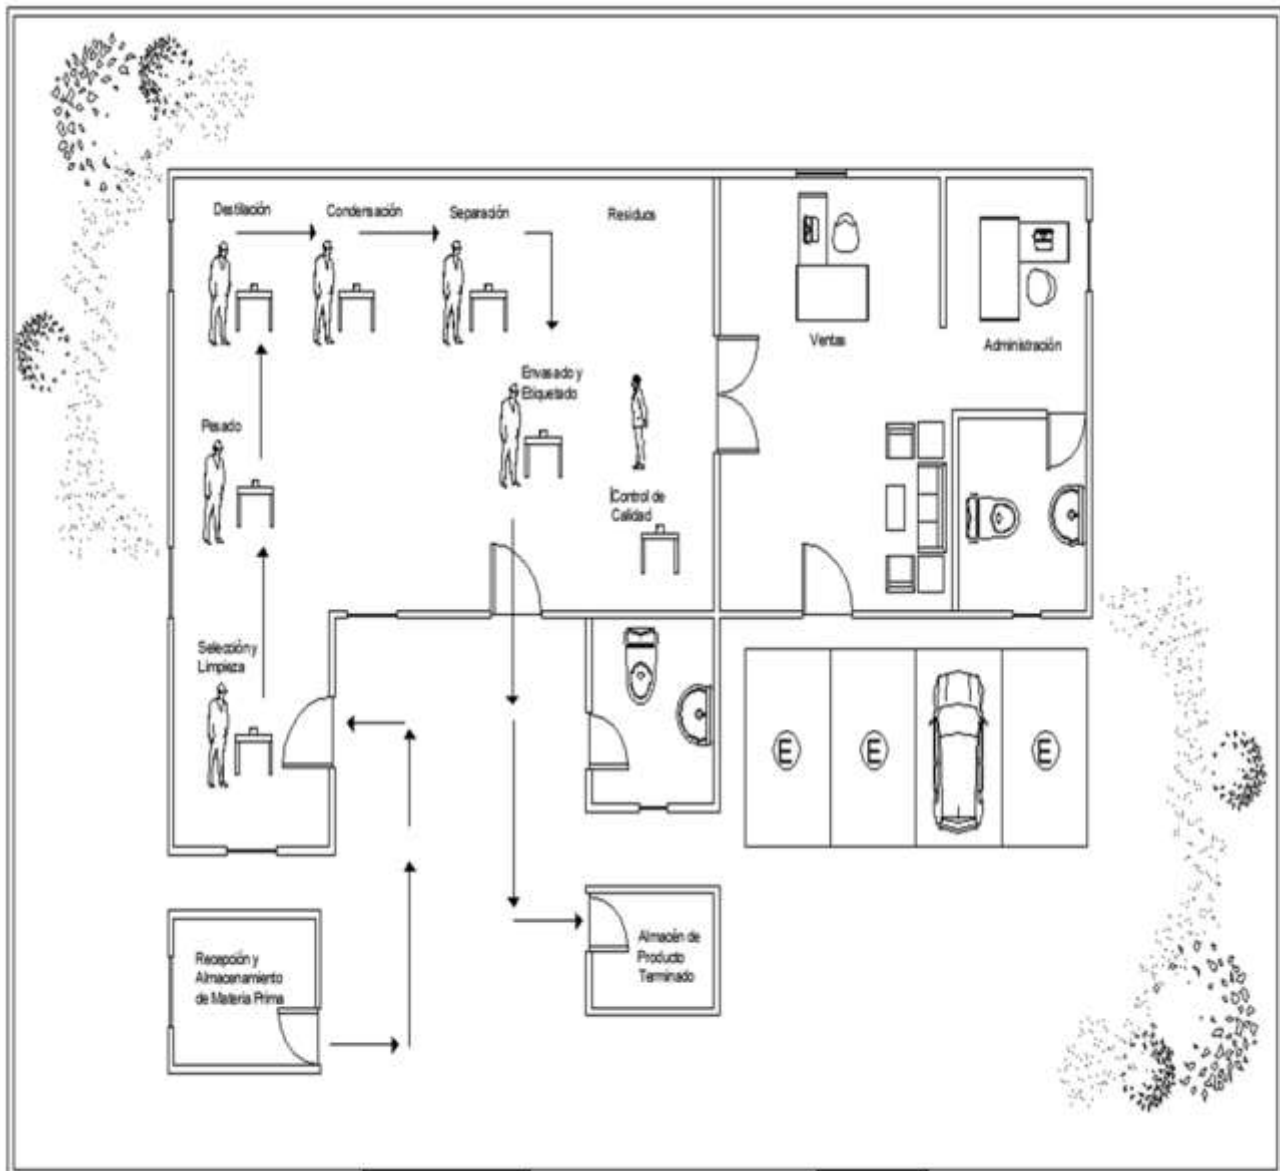 Destilación
Condensación
Separación
Residuos
Ventas
Administración
Envasado y
Etiquetado
Pesado
Control de
Calidad
Selección y
Limpieza
E
E
E
Recepción y
Almacenamiento
de Materia Prima
Almacén de
Producto
Terminado